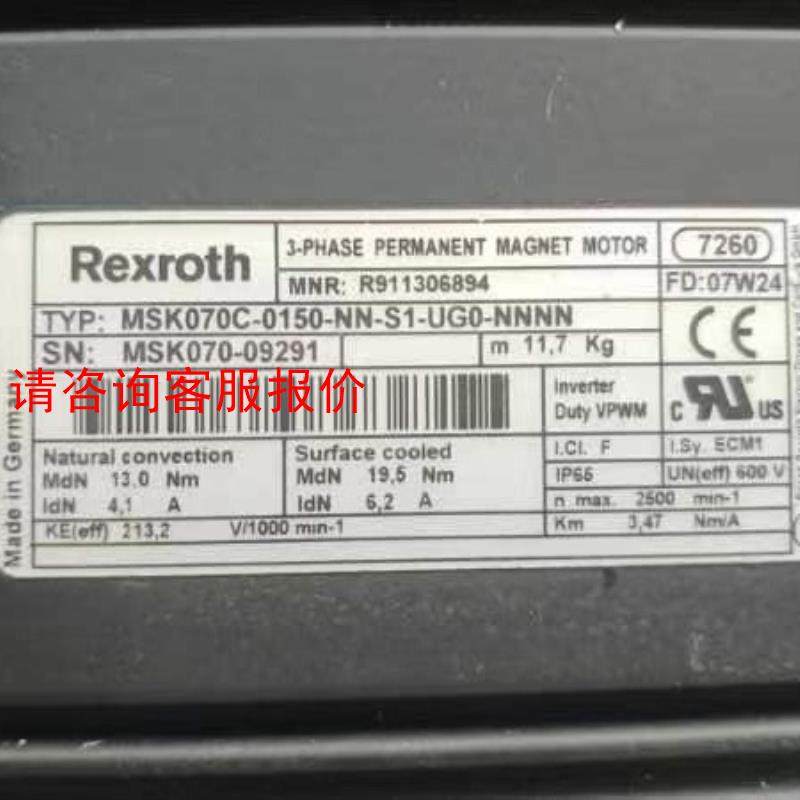 Rexroth
3-PHASE PERMANENT MAGNET MOTOR
7260
MNR: R911306894
FD:07W24
TYP: MSK070C-0150-NN-S1-UG0-NNNN
SN: MSK070-09291
m 11,7 Kg
CE
请咨询客服报价
Inverter
Duty VPWM
c RU US
Natural convection
MdN 13,0 Nm
IdN 4,1 A
Surface cooled
MdN 19,5 Nm
IdN 6,2 A
I.Cl. F
I.Sy. ECM1
IP65
UN(eff) 600 V
n max. 2500 min-1
KE(eff) 213,2 V/1000 min-1
Km 3,47 Nm/A
Made in Germany